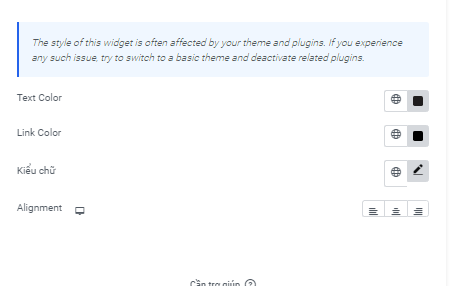 The style of this widget is often affected by your theme and plugins. If you experience
any such issue, try to switch to a basic theme and deactivate related plugins.
Text Color
Link Color
Kiểu chữ
Alignment
Cần trợ giúp ?